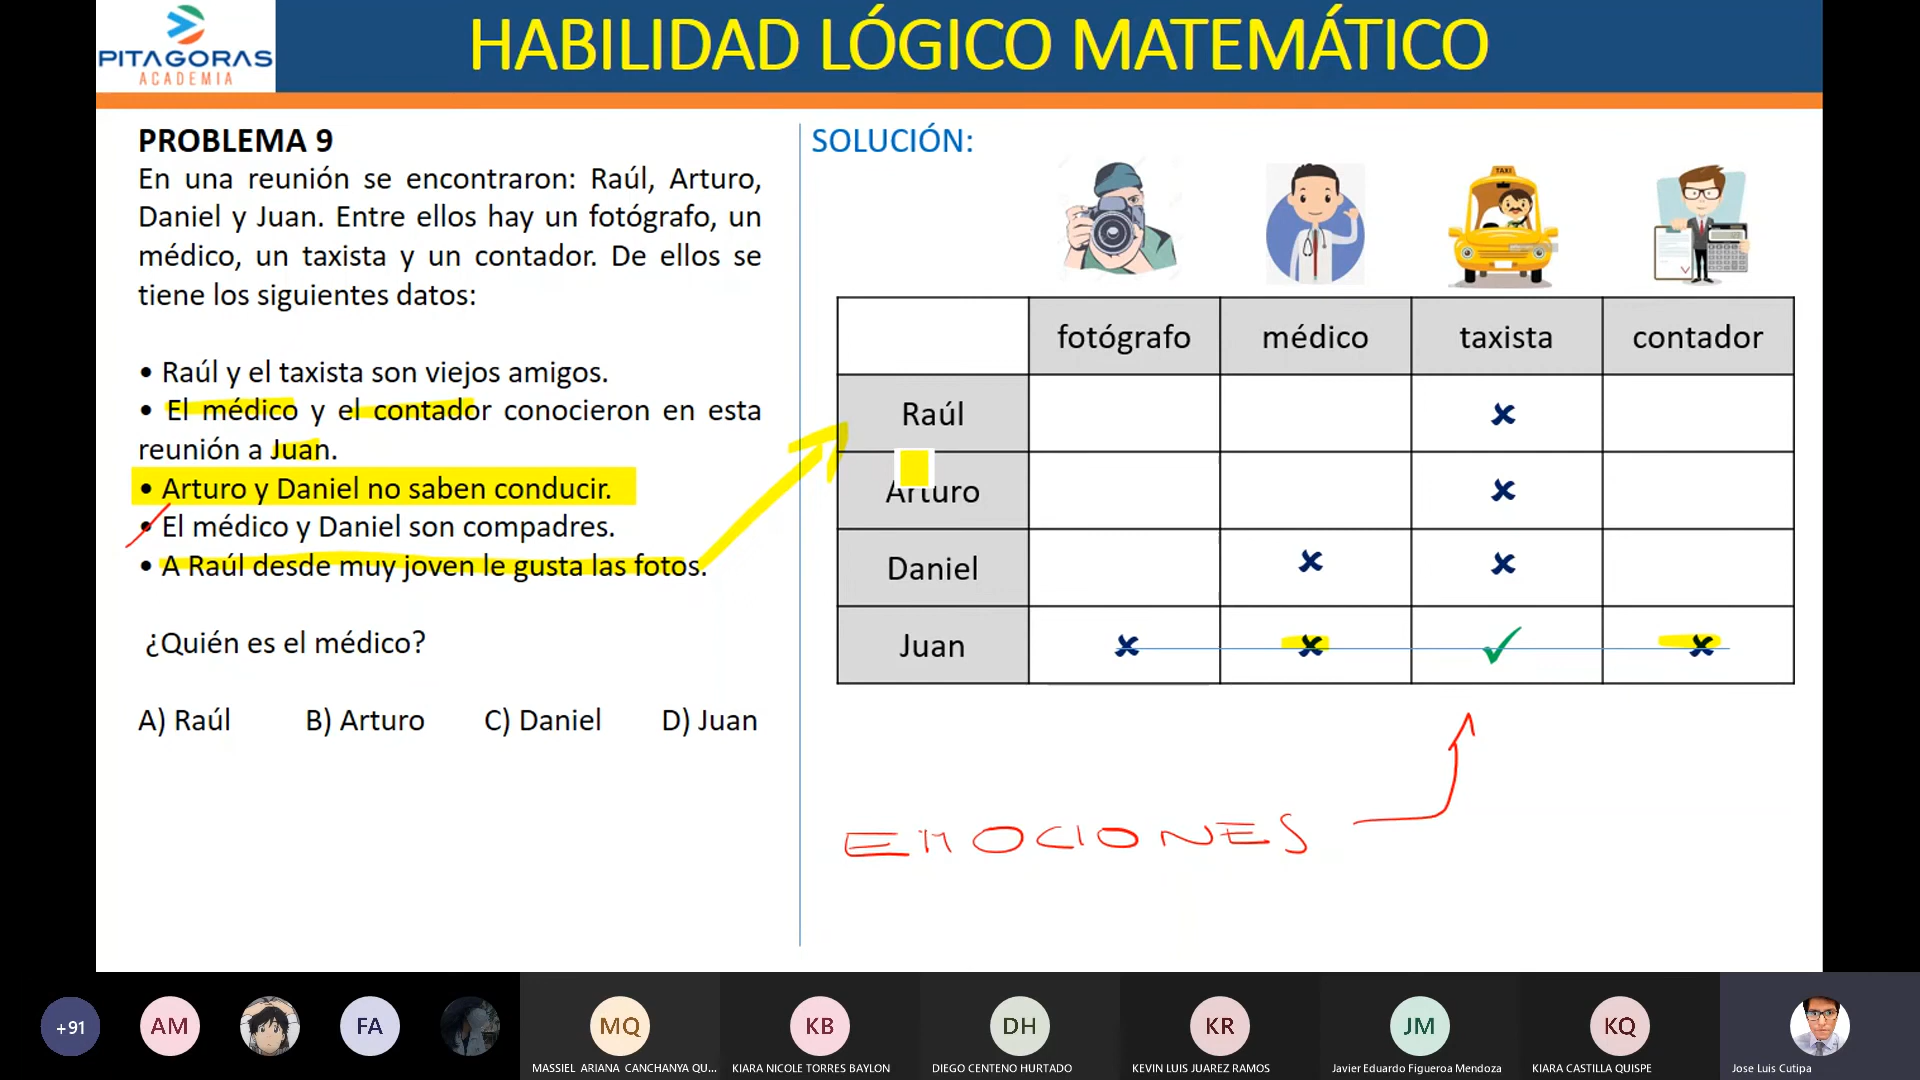 PITAGORAS
ACADEMIA
HABILIDAD LÓGICO MATEMÁTICO
PROBLEMA 9
En una reunión se encontraron: Raúl, Arturo,
Daniel y Juan. Entre ellos hay un fotógrafo, un
médico, un taxista y un contador. De ellos se
tiene los siguientes datos:
• Raúl y el taxista son viejos amigos.
• El médico y el contador conocieron en esta
reunión a Juan.
• Arturo y Daniel no saben conducir.
• El médico y Daniel son compadres.
• A Raúl desde muy joven le gusta las fotos.
¿Quién es el médico?
A) Raúl B) Arturo C) Daniel D) Juan
SOLUCIÓN:
TAXI
fotógrafo médico taxista contador
Raúl ✘
Arturo ✘
Daniel ✘ ✘
Juan ✘ ✘ ✓ ✘
EMOCIONES
+91 AM FA MQ KB DH KR JM KQ
MASSIEL ARIANA CANCHANYA QU... KIARA NICOLE TORRES BAYLON DIEGO CENTENO HURTADO KEVIN LUIS JUAREZ RAMOS Javier Eduardo Figueroa Mendoza KIARA CASTILLA QUISPE Jose Luis Cutipa